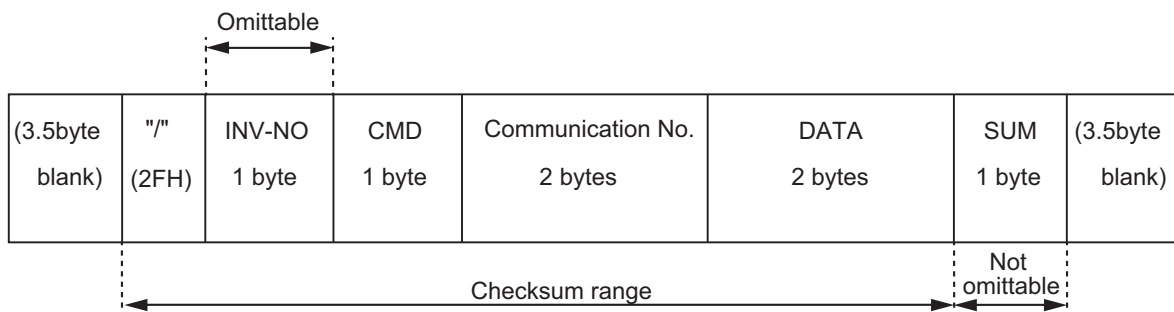 Omittable
(3.5byte
blank)
"/"
(2FH)
INV-NO
1 byte
CMD
1 byte
Communication No.
2 bytes
DATA
2 bytes
SUM
1 byte
(3.5byte
blank)
Checksum range
Not
omittable